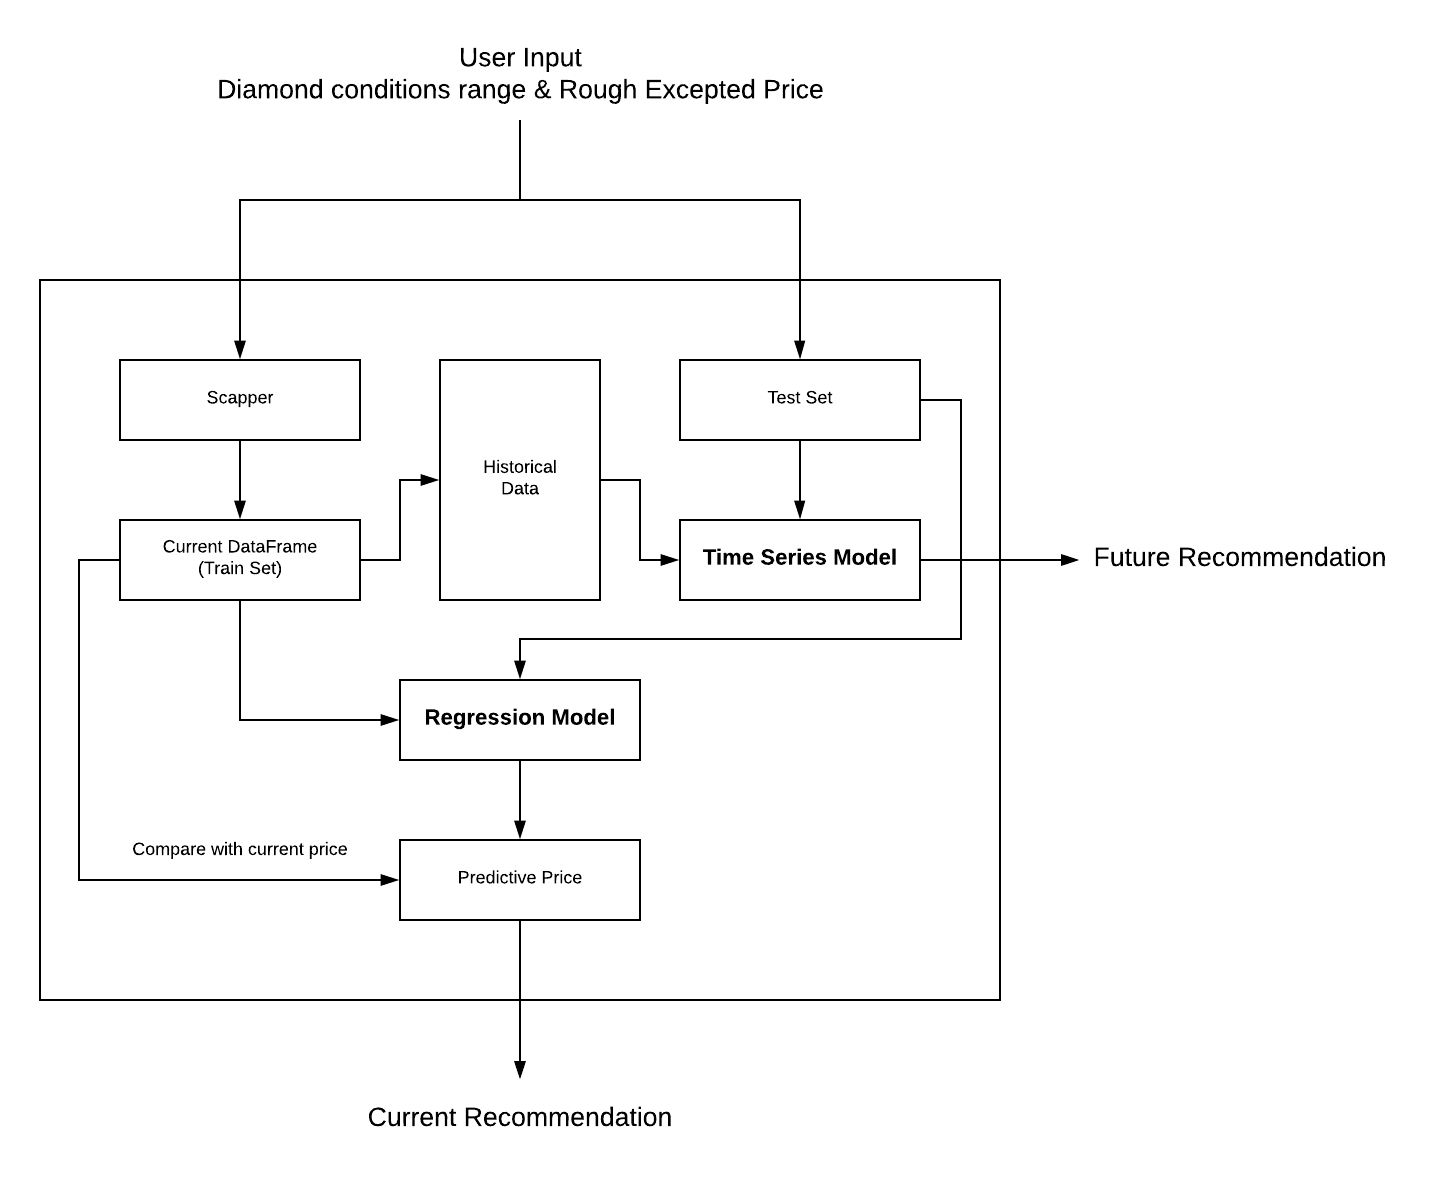 User Input
Diamond conditions range & Rough Excepted Price
Scapper
Historical
Data
Test Set
Current DataFrame
(Train Set)
Time Series Model
Future Recommendation
Regression Model
Compare with current price
Predictive Price
Current Recommendation